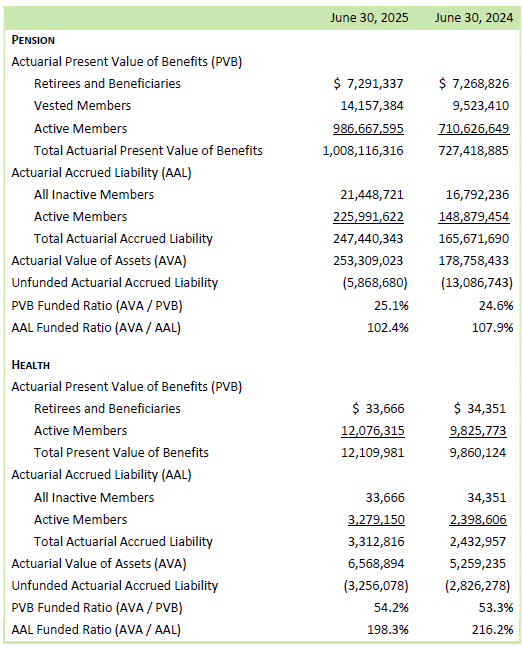 June 30, 2025 June 30, 2024
PENSION
Actuarial Present Value of Benefits (PVB)
Retirees and Beneficiaries $ 7,291,337 $ 7,268,826
Vested Members 14,157,384 9,523,410
Active Members 986,667,595 710,626,649
Total Actuarial Present Value of Benefits 1,008,116,316 727,418,885
Actuarial Accrued Liability (AAL)
All Inactive Members 21,448,721 16,792,236
Active Members 225,991,622 148,879,454
Total Actuarial Accrued Liability 247,440,343 165,671,690
Actuarial Value of Assets (AVA) 253,309,023 178,758,433
Unfunded Actuarial Accrued Liability (5,868,680) (13,086,743)
PVB Funded Ratio (AVA / PVB) 25.1% 24.6%
AAL Funded Ratio (AVA / AAL) 102.4% 107.9%
HEALTH
Actuarial Present Value of Benefits (PVB)
Retirees and Beneficiaries $ 33,666 $ 34,351
Active Members 12,076,315 9,825,773
Total Present Value of Benefits 12,109,981 9,860,124
Actuarial Accrued Liability (AAL)
All Inactive Members 33,666 34,351
Active Members 3,279,150 2,398,606
Total Actuarial Accrued Liability 3,312,816 2,432,957
Actuarial Value of Assets (AVA) 6,568,894 5,259,235
Unfunded Actuarial Accrued Liability (3,256,078) (2,826,278)
PVB Funded Ratio (AVA / PVB) 54.2% 53.3%
AAL Funded Ratio (AVA / AAL) 198.3% 216.2%